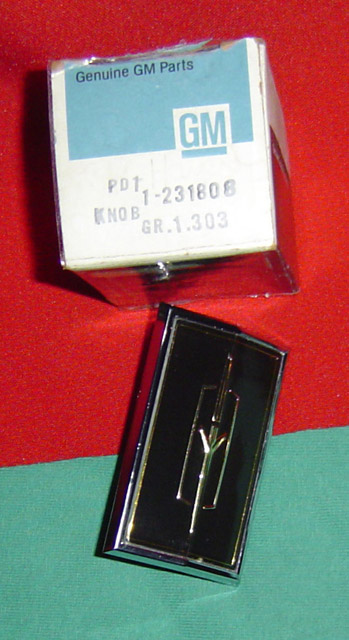 Genuine GM Parts
GM
PD1
1-231808
KNOB
GR.1.303